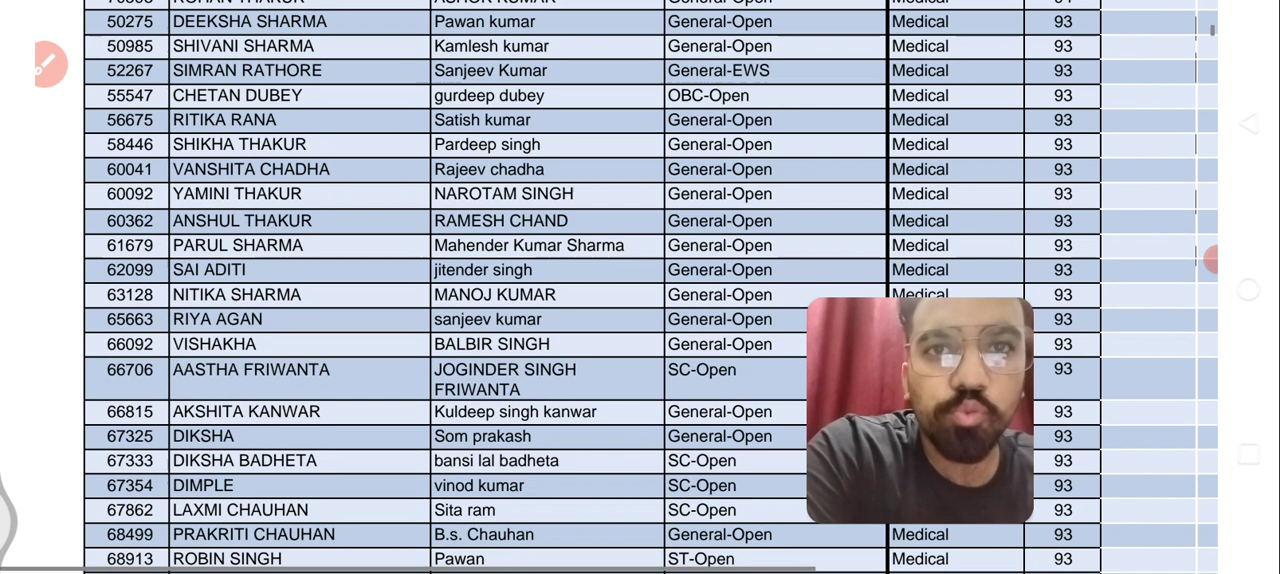 50275 DEEKSHA SHARMA Pawan kumar General-Open Medical 93
50985 SHIVANI SHARMA Kamlesh kumar General-Open Medical 93
52267 SIMRAN RATHORE Sanjeev Kumar General-EWS Medical 93
55547 CHETAN DUBEY gurdeep dubey OBC-Open Medical 93
56675 RITIKA RANA Satish kumar General-Open Medical 93
58446 SHIKHA THAKUR Pardeep singh General-Open Medical 93
60041 VANSHITA CHADHA Rajeev chadha General-Open Medical 93
60092 YAMINI THAKUR NAROTAM SINGH General-Open Medical 93
60362 ANSHUL THAKUR RAMESH CHAND General-Open Medical 93
61679 PARUL SHARMA Mahender Kumar Sharma General-Open Medical 93
62099 SAI ADITI jitender singh General-Open Medical 93
63128 NITIKA SHARMA MANOJ KUMAR General-Open Medical 93
65663 RIYA AGAN sanjeev kumar General-Open 93
66092 VISHAKHA BALBIR SINGH General-Open 93
66706 AASTHA FRIWANTA JOGINDER SINGH SC-Open 93
FRIWANTA
66815 AKSHITA KANWAR Kuldeep singh kanwar General-Open 93
67325 DIKSHA Som prakash General-Open 93
67333 DIKSHA BADHETA bansi lal badheta SC-Open 93
67354 DIMPLE vinod kumar SC-Open 93
67862 LAXMI CHAUHAN Sita ram SC-Open 93
68499 PRAKRITI CHAUHAN B.s. Chauhan General-Open Medical 93
68913 ROBIN SINGH Pawan ST-Open Medical 93